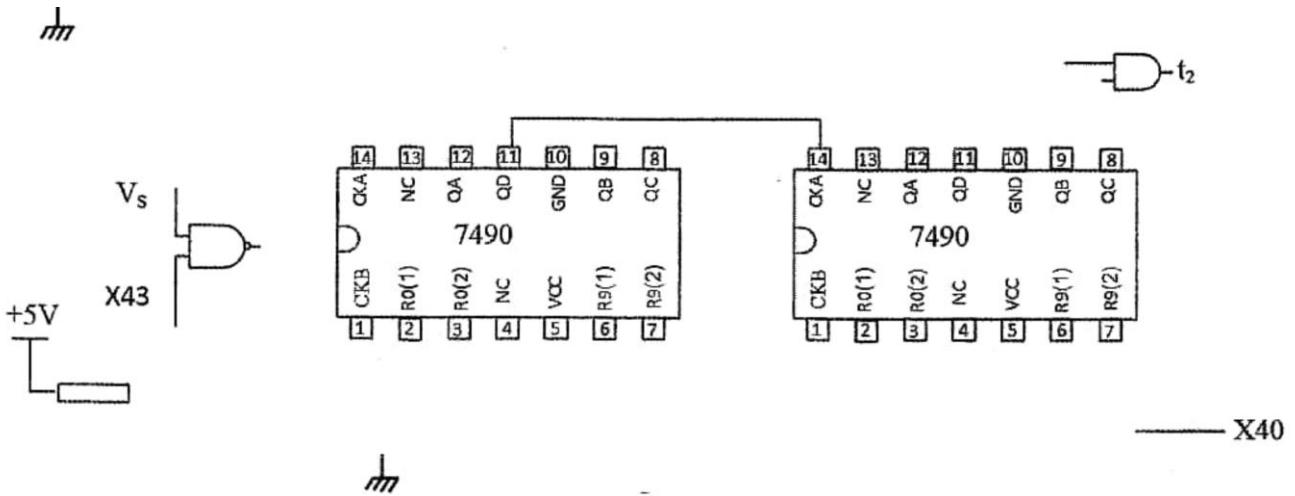 t₂
14 13 12 11 10 9 8
CKA NC QA QD GND QB QC
7490
CKB R0(1) R0(2) NC VCC R9(1) R9(2)
1 2 3 4 5 6 7
14 13 12 11 10 9 8
CKA NC QA QD GND QB QC
7490
CKB R0(1) R0(2) NC VCC R9(1) R9(2)
1 2 3 4 5 6 7
Vs
X43
+5V
X40